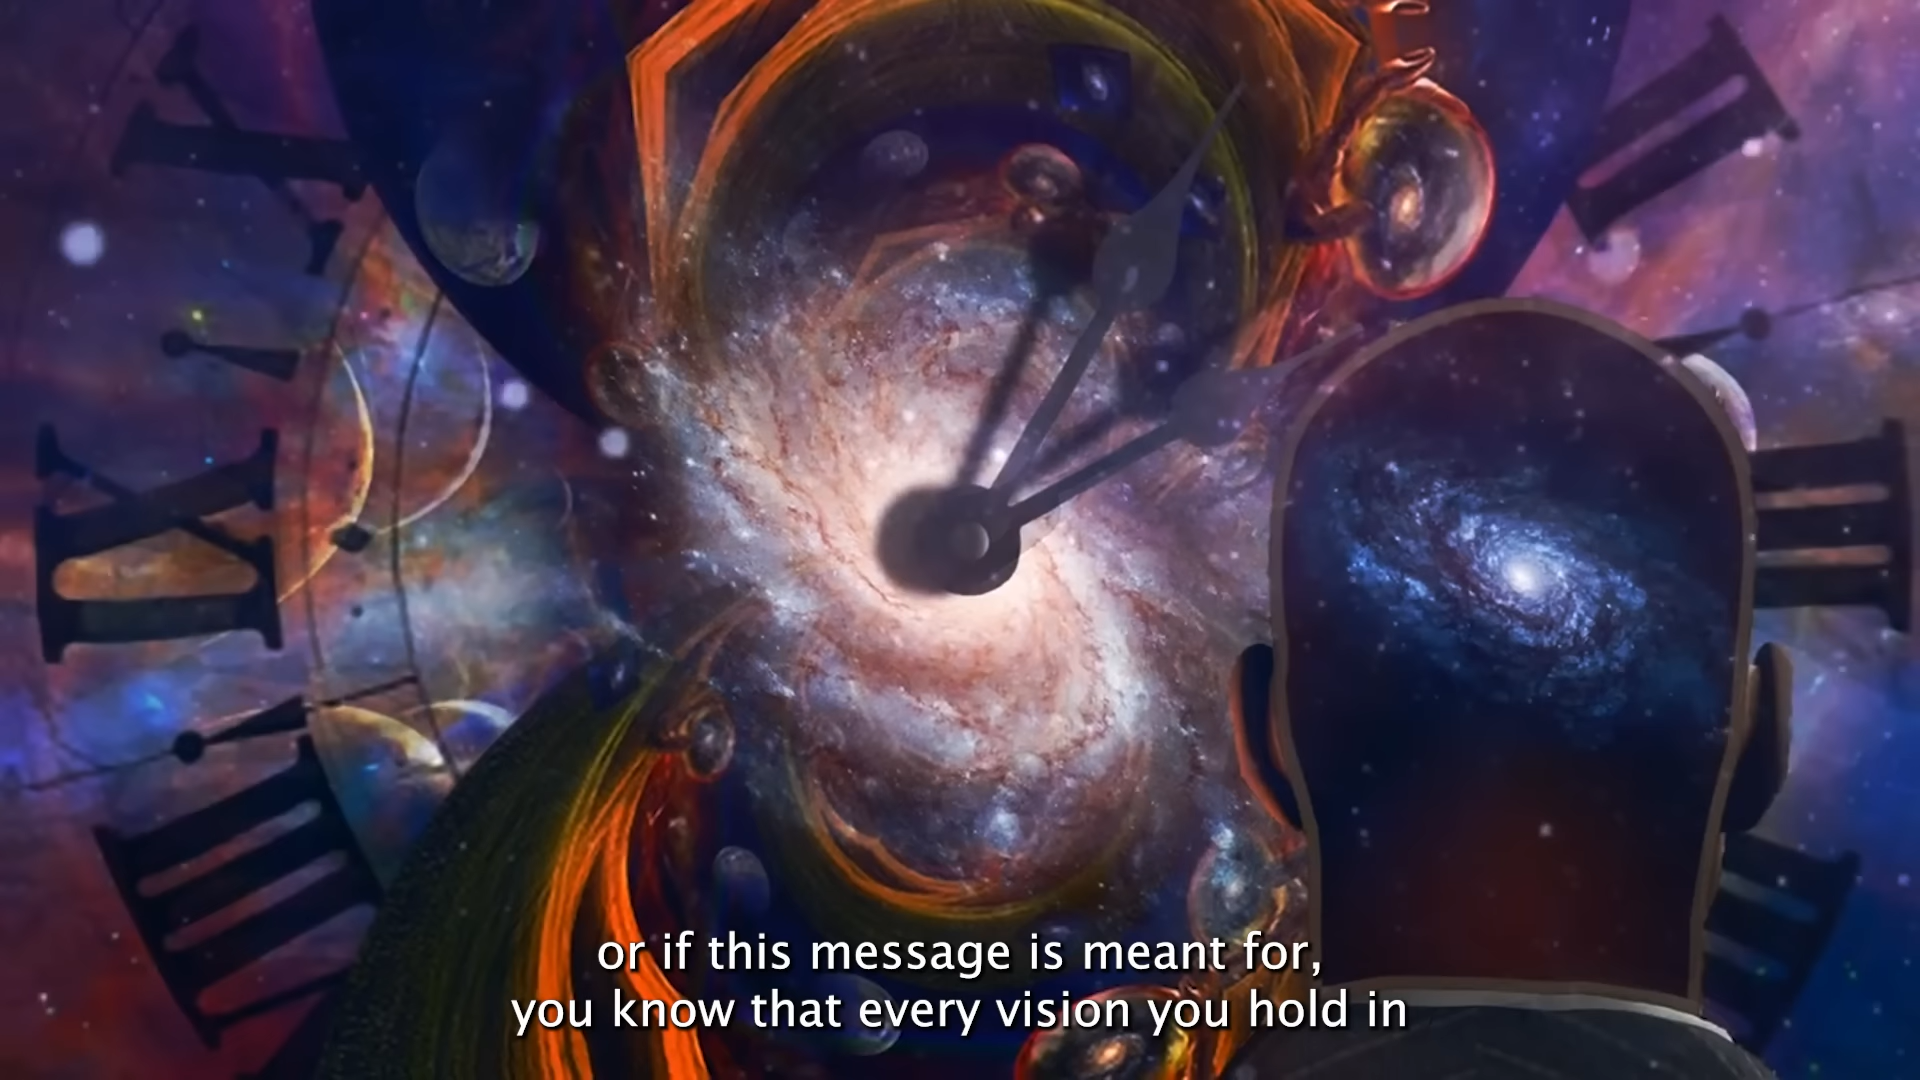 or if this message is meant for,
you know that every vision you hold in